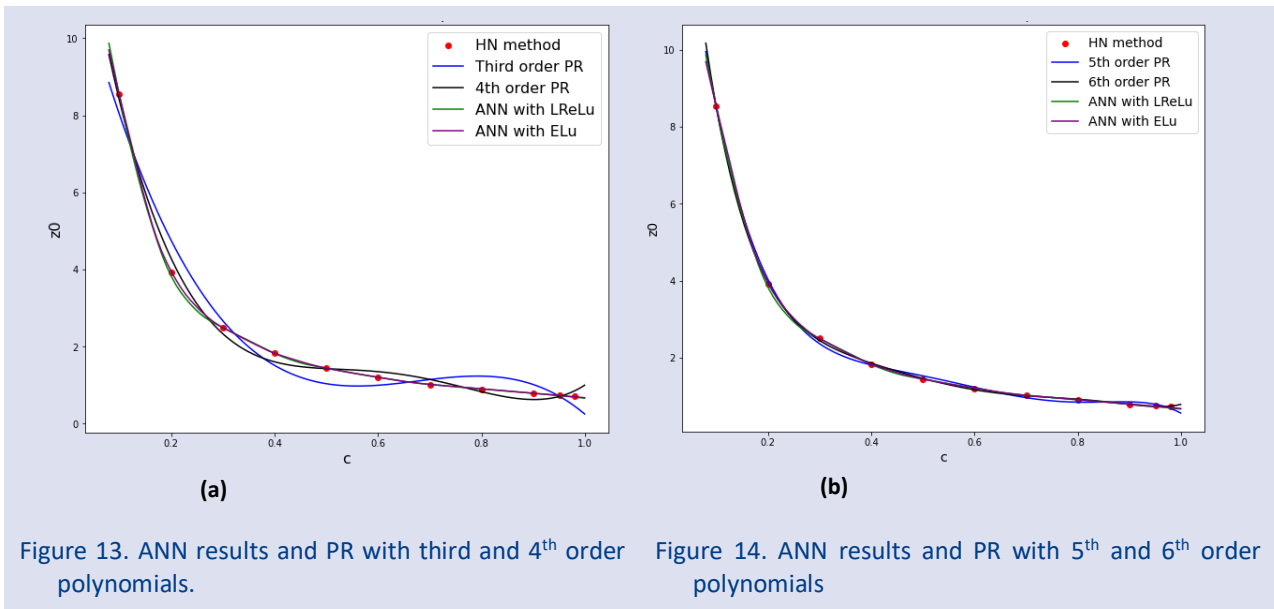 HN method
Third order PR
4th order PR
ANN with LReLu
ANN with ELu
10
8
6
4
2
0
z0
0.2 0.4 0.6 0.8 1.0
c
(a)
HN method
5th order PR
6th order PR
ANN with LReLu
ANN with ELu
10
8
6
4
2
z0
0.2 0.4 0.6 0.8 1.0
c
(b)
Figure 13. ANN results and PR with third and 4th order
polynomials.
Figure 14. ANN results and PR with 5th and 6th order
polynomials